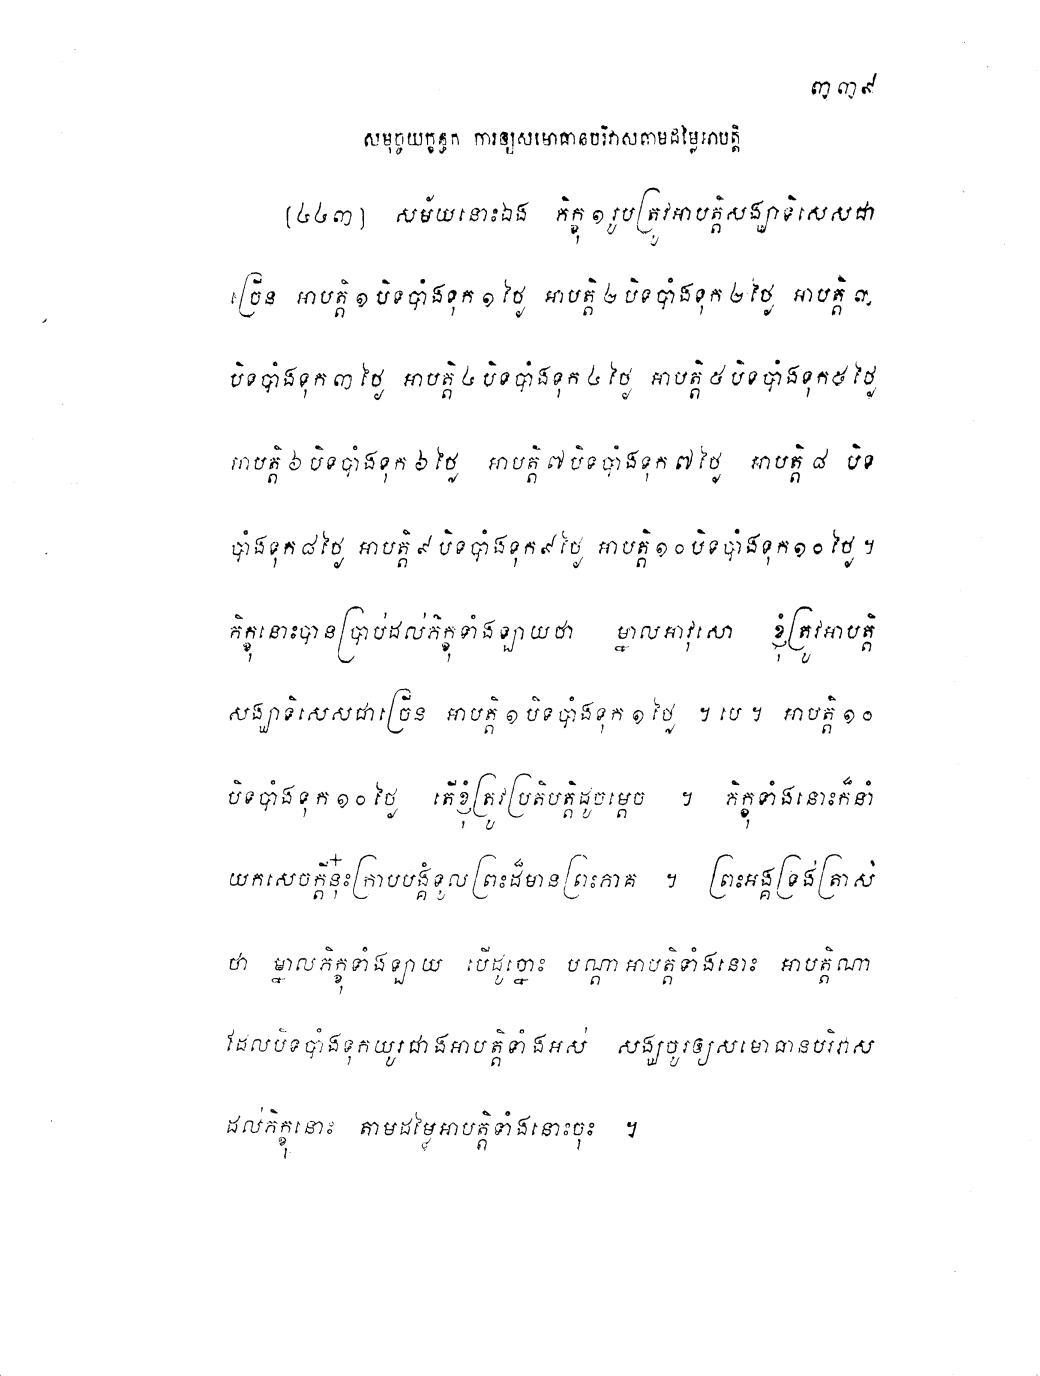 ៣៣៩
សមុច្ចយក្ខន្ធក ការឲ្យសមោធានបរិវាសតាមដម្លៃអាបត្តិ
[៤៤៣] សម័យនោះឯង ភិក្ខុ១រូបត្រូវអាបត្តិសង្ឃាទិសេសជា
ច្រើន អាបត្តិ១បិទបាំងទុក១ថ្ងៃ អាបត្តិ២បិទបាំងទុក២ថ្ងៃ អាបត្តិ៣
បិទបាំងទុក៣ថ្ងៃ អាបត្តិ៤បិទបាំងទុក៤ថ្ងៃ អាបត្តិ៥បិទបាំងទុក៥ថ្ងៃ
អាបត្តិ៦បិទបាំងទុក៦ថ្ងៃ អាបត្តិ៧បិទបាំងទុក៧ថ្ងៃ អាបត្តិ៨ បិទ
បាំងទុក៨ថ្ងៃ អាបត្តិ៩បិទបាំងទុក៩ថ្ងៃ អាបត្តិ១០បិទបាំងទុក១០ថ្ងៃ។
ភិក្ខុនោះបានប្រាប់ដល់ភិក្ខុទាំងឡាយថា ម្នាលអាវុសោ ខ្ញុំត្រូវអាបត្តិ
សង្ឃាទិសេសជាច្រើន អាបត្តិ១បិទបាំងទុក១ថ្ងៃ ។បេ។ អាបត្តិ១០
បិទបាំងទុក១០ថ្ងៃ តើខ្ញុំត្រូវប្រតិបត្តិដូចម្តេច ។ ភិក្ខុទាំងនោះក៏នាំ
យកសេចក្តីនុ៎ះក្រាបបង្គំទូលព្រះដ៏មានព្រះភាគ ។ ព្រះអង្គទ្រង់ត្រាស់
ថា ម្នាលភិក្ខុទាំងឡាយ បើដូច្នោះ បណ្តាអាបត្តិទាំងនោះ អាបត្តិណា
ដែលបិទបាំងទុកយូរជាងអាបត្តិទាំងអស់ សង្ឃចូរឲ្យសមោធានបរិវាស
ដល់ភិក្ខុនោះ តាមដម្លៃអាបត្តិទាំងនោះចុះ ។